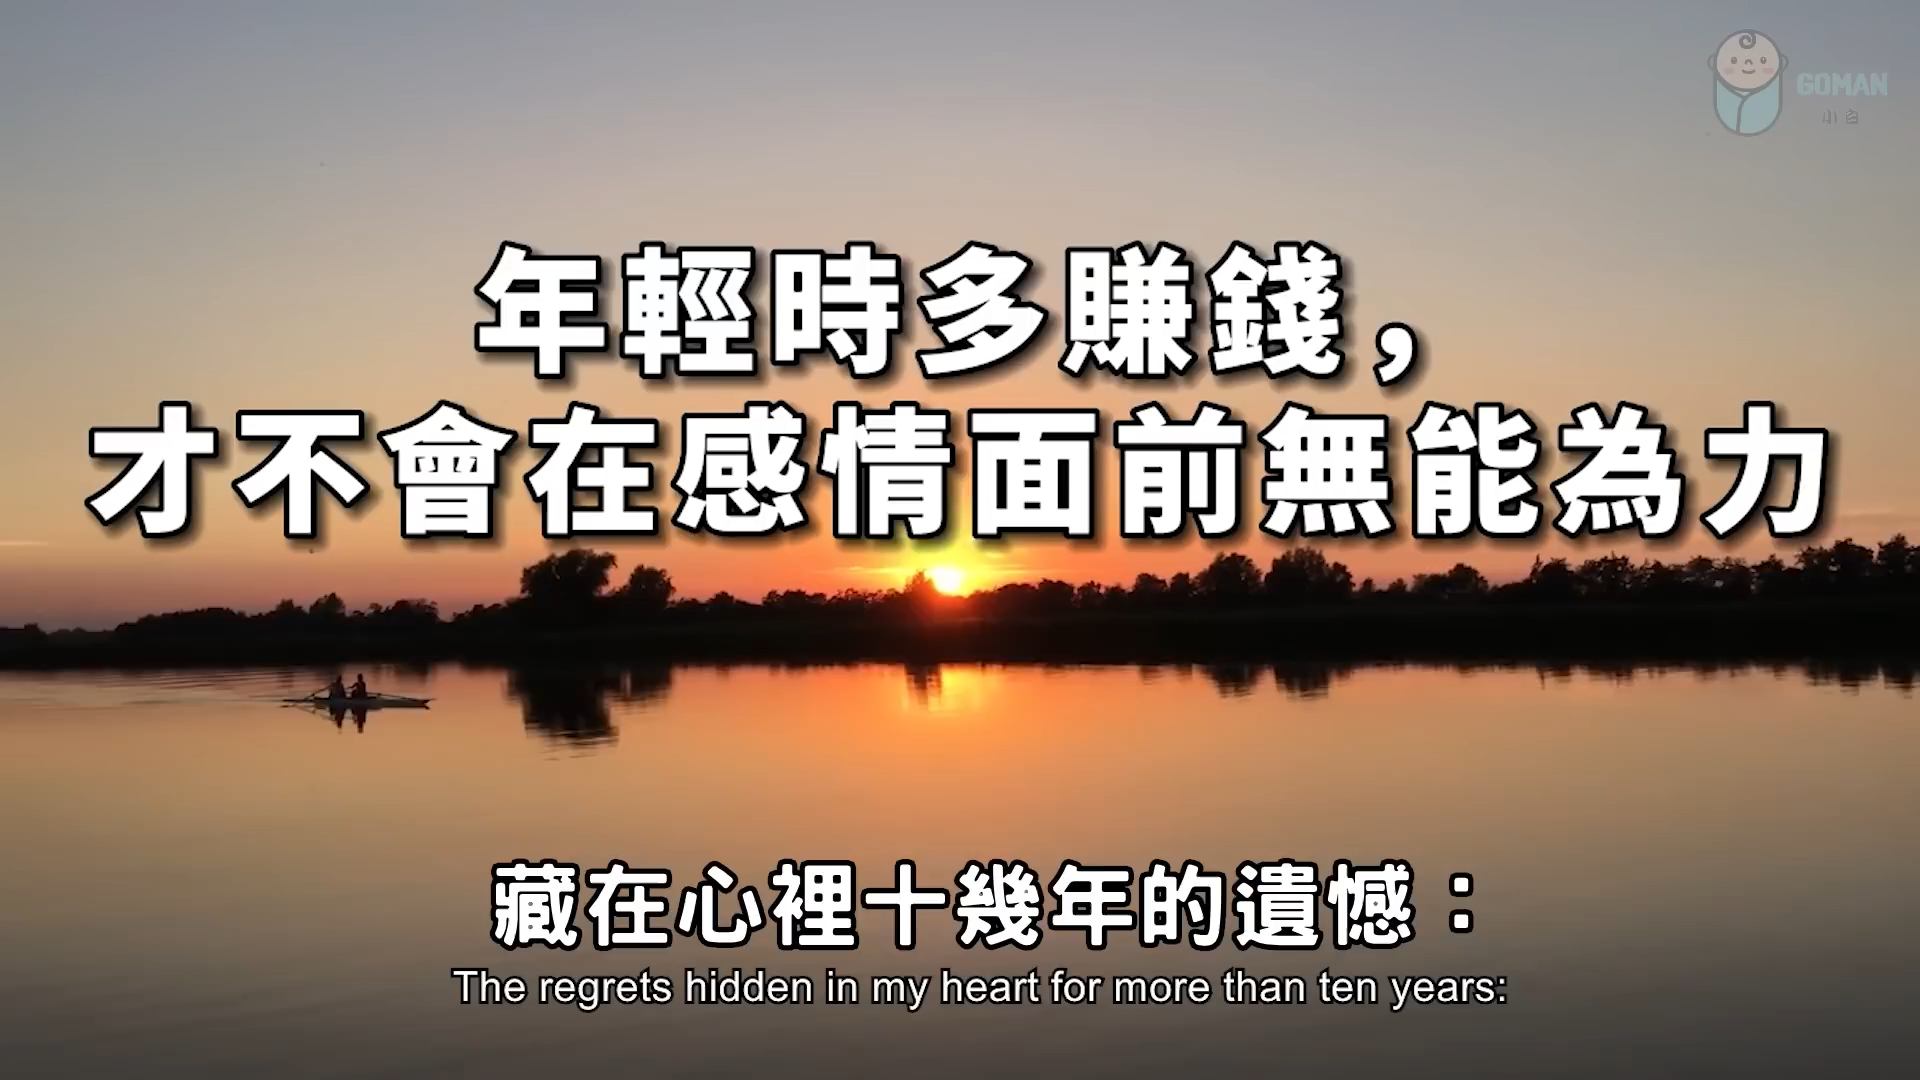 GOMAN
小白
年輕時多賺錢，
才不會在感情面前無能為力
藏在心裡十幾年的遺憾：
The regrets hidden in my heart for more than ten years: